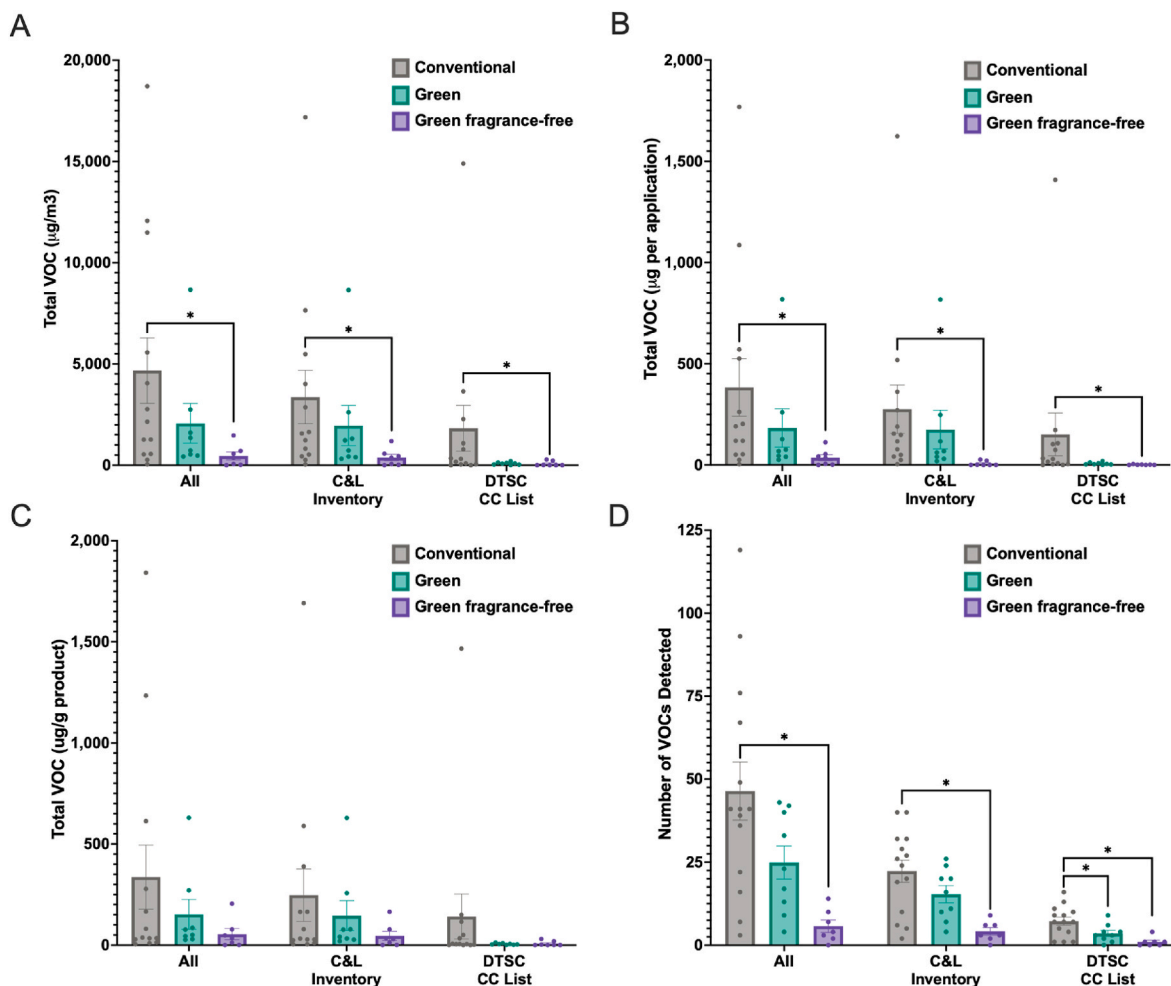 A
Total VOC (μg/m3)
20,000
15,000
10,000
5,000
0
Conventional
Green
Green fragrance-free
*
*
*
All
C&L
Inventory
DTSC
CC List
B
Total VOC (μg per application)
2,000
1,500
1,000
500
0
Conventional
Green
Green fragrance-free
*
*
*
All
C&L
Inventory
DTSC
CC List
C
Total VOC (ug/g product)
2,000
1,500
1,000
500
0
Conventional
Green
Green fragrance-free
All
C&L
Inventory
DTSC
CC List
D
Number of VOCs Detected
125
100
75
50
25
0
Conventional
Green
Green fragrance-free
*
*
*
*
All
C&L
Inventory
DTSC
CC List